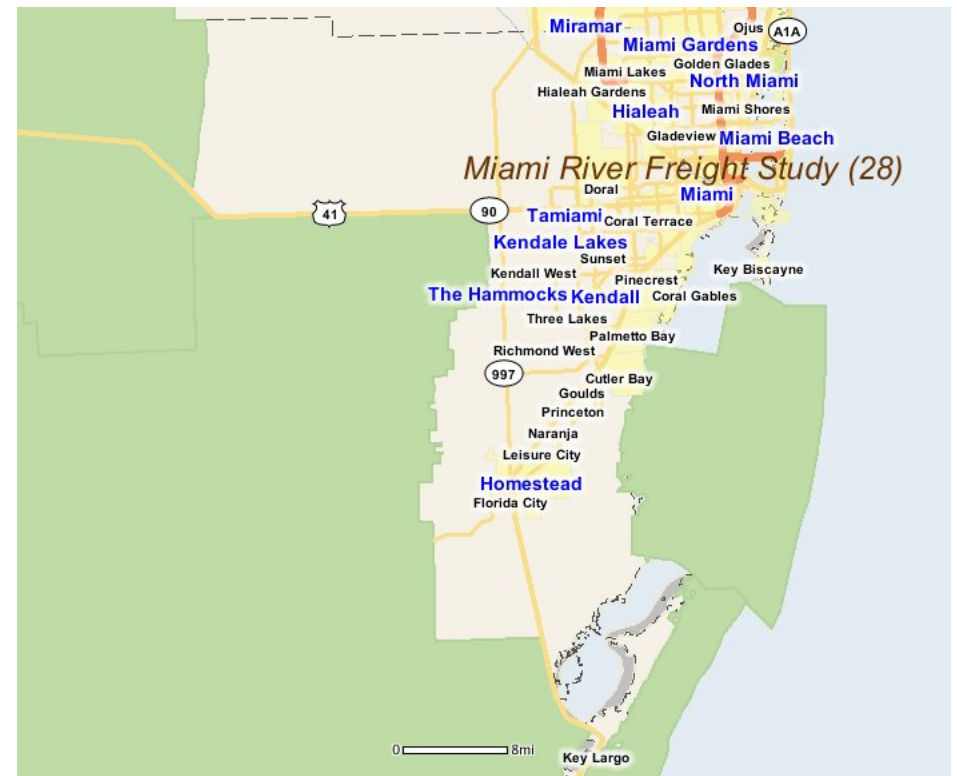 Miramar
Ojus
A1A
Miami Gardens
Golden Glades
Miami Lakes
North Miami
Hialeah Gardens
Hialeah
Miami Shores
Gladeview
Miami Beach
Miami River Freight Study (28)
Doral
Miami
41
90
Tamiami
Coral Terrace
Kendale Lakes
Sunset
Kendall West
Key Biscayne
Pinecrest
The Hammocks
Kendall
Coral Gables
Three Lakes
Palmetto Bay
Richmond West
997
Cutler Bay
Goulds
Princeton
Naranja
Leisure City
Homestead
Florida City
0
8mi
Key Largo